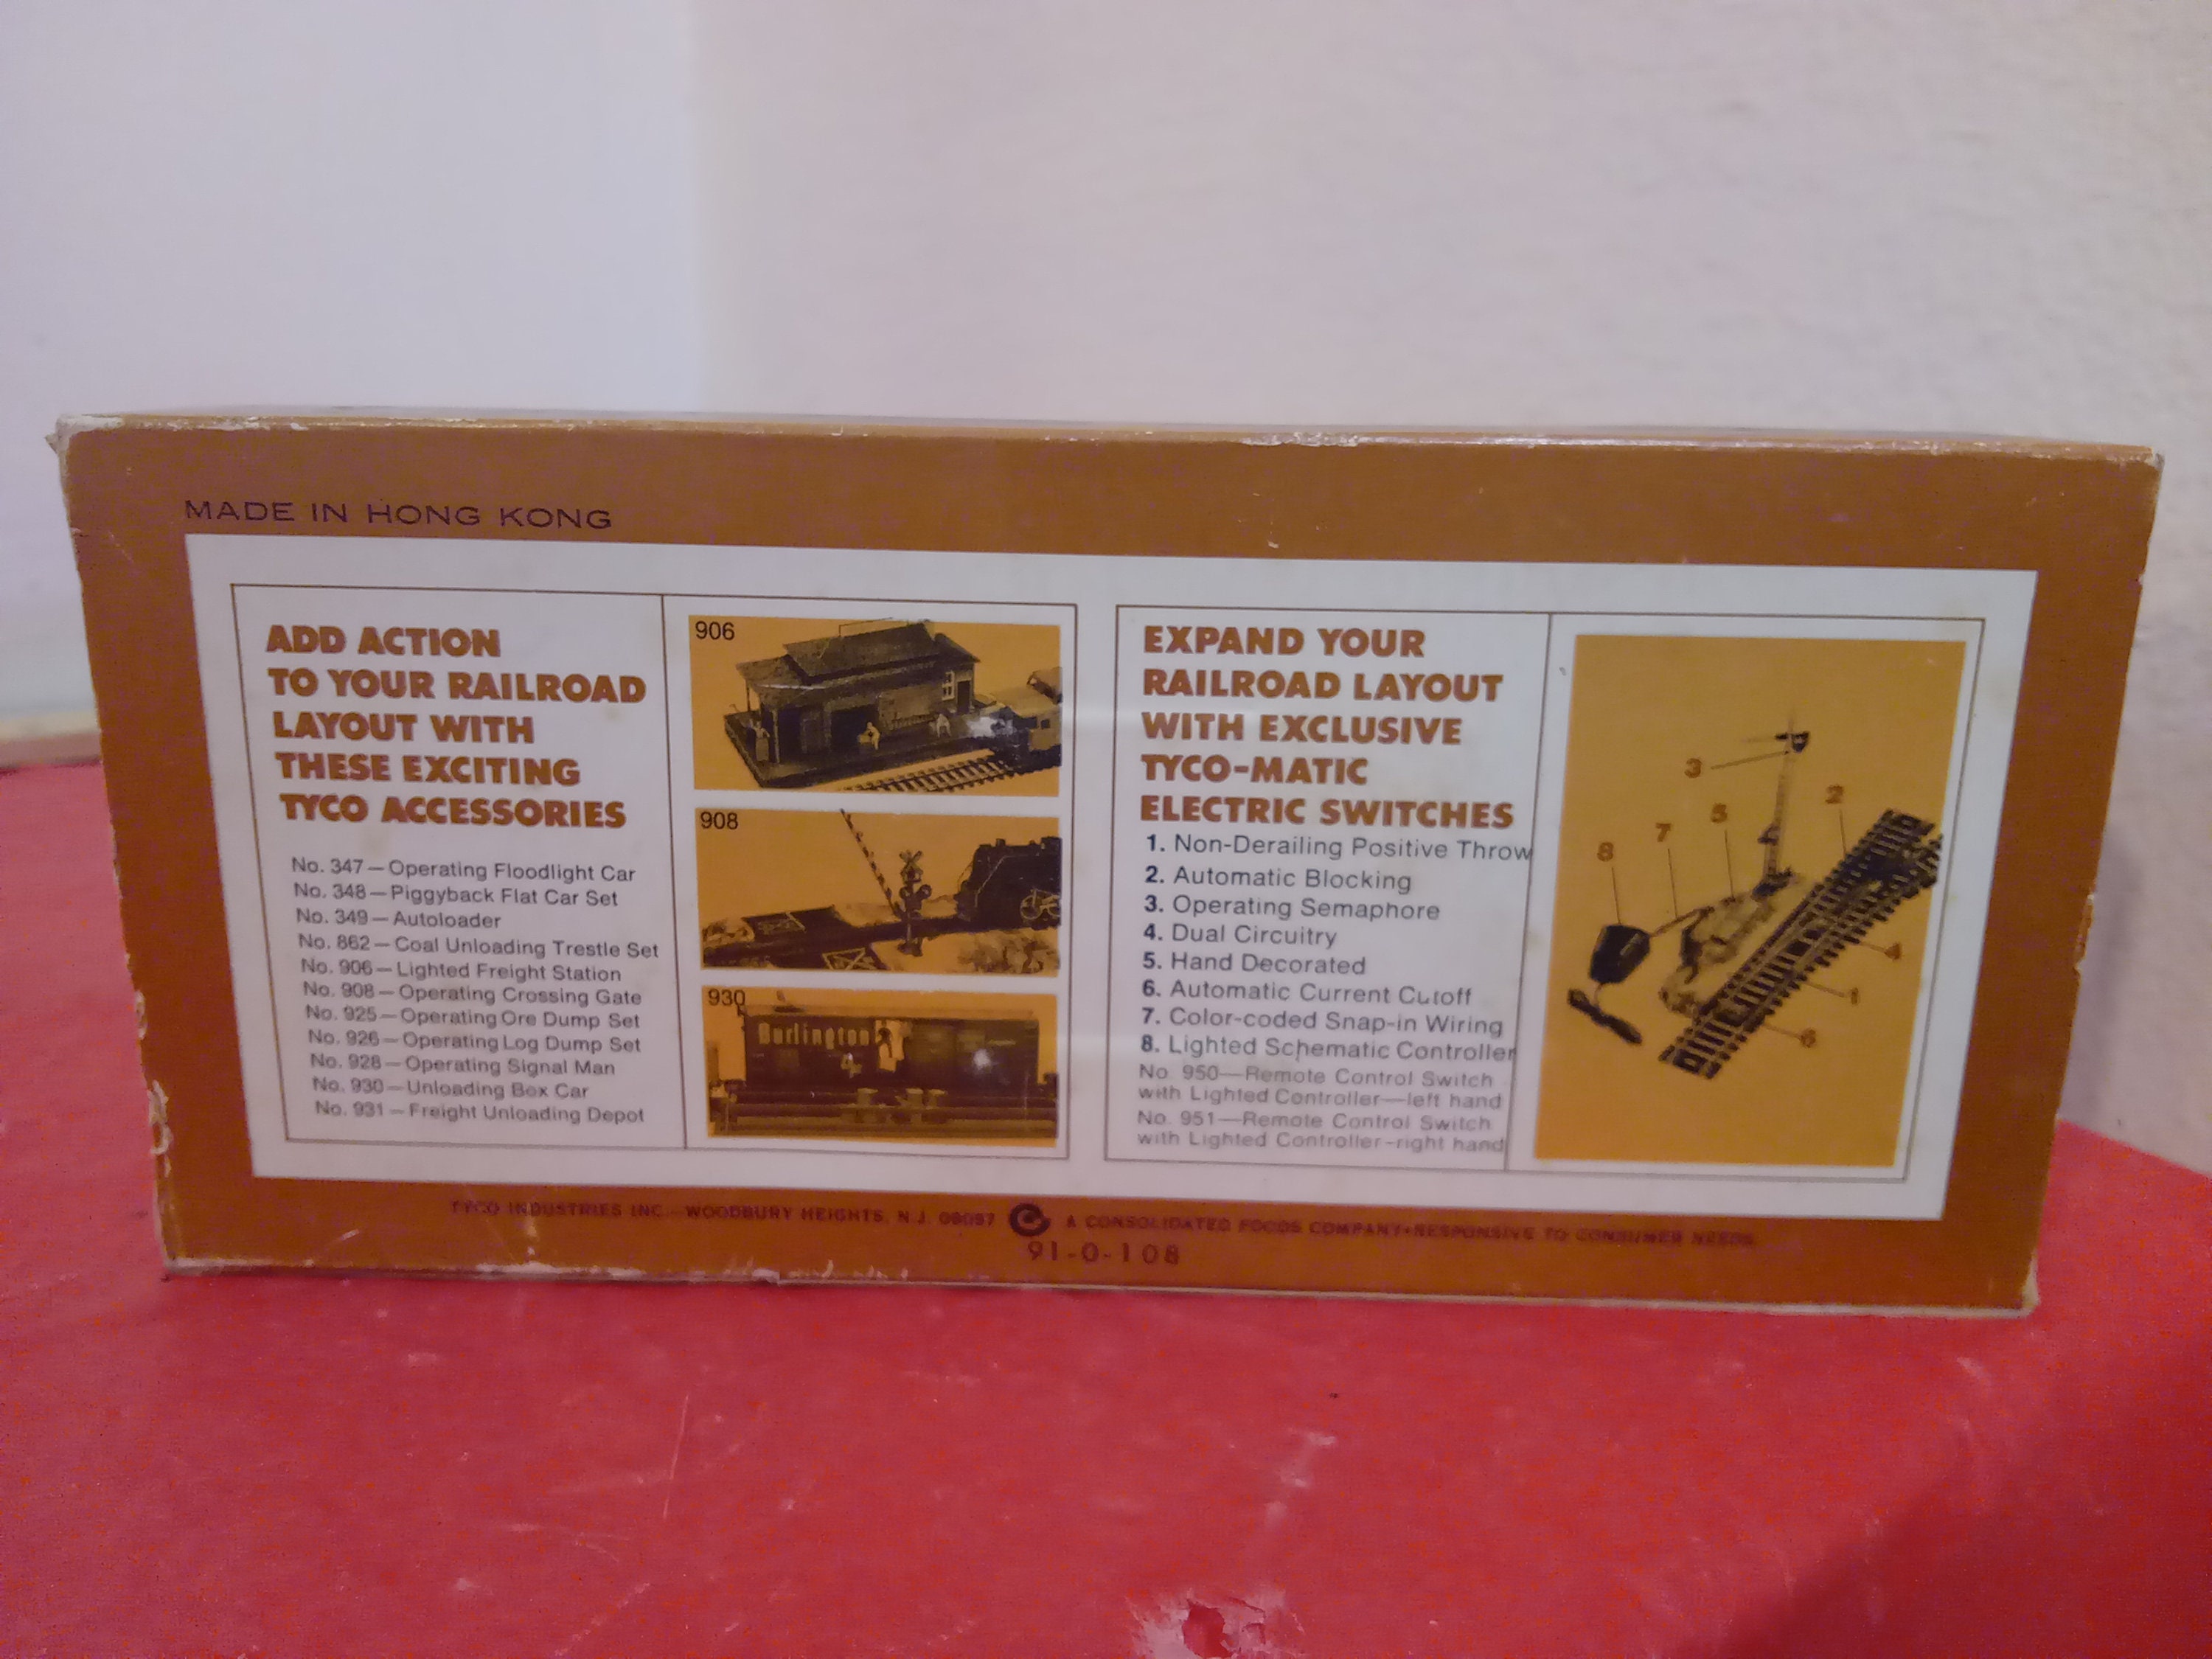 MADE IN HONG KONG
ADD ACTION
TO YOUR RAILROAD
LAYOUT WITH
THESE EXCITING
TYCO ACCESSORIES
No. 347—Operating Floodlight Car
No. 348—Piggyback Flat Car Set
No. 349—Autoloader
No. 862—Coal Unloading Trestle Set
No. 906—Lighted Freight Station
No. 908—Operating Crossing Gate
No. 925—Operating Ore Dump Set
No. 926—Operating Log Dump Set
No. 928—Operating Signal Man
No. 930—Unloading Box Car
No. 931—Freight Unloading Depot
906
908
930
Burlington
EXPAND YOUR
RAILROAD LAYOUT
WITH EXCLUSIVE
TYCO-MATIC
ELECTRIC SWITCHES
1. Non-Derailing Positive Throw
2. Automatic Blocking
3. Operating Semaphore
4. Dual Circuitry
5. Hand Decorated
6. Automatic Current Cutoff
7. Color-coded Snap-in Wiring
8. Lighted Schematic Controller
No. 950—Remote Control Switch
with Lighted Controller—left hand
No. 951—Remote Control Switch
with Lighted Controller-right hand
3
2
5
7
8
4
1
6
TYCO INDUSTRIES INC.—WOODBURY HEIGHTS, N.J. 08097 A CONSOLIDATED FOODS COMPANY•RESPONSIVE TO CONSUMER NEEDS
91-0-108